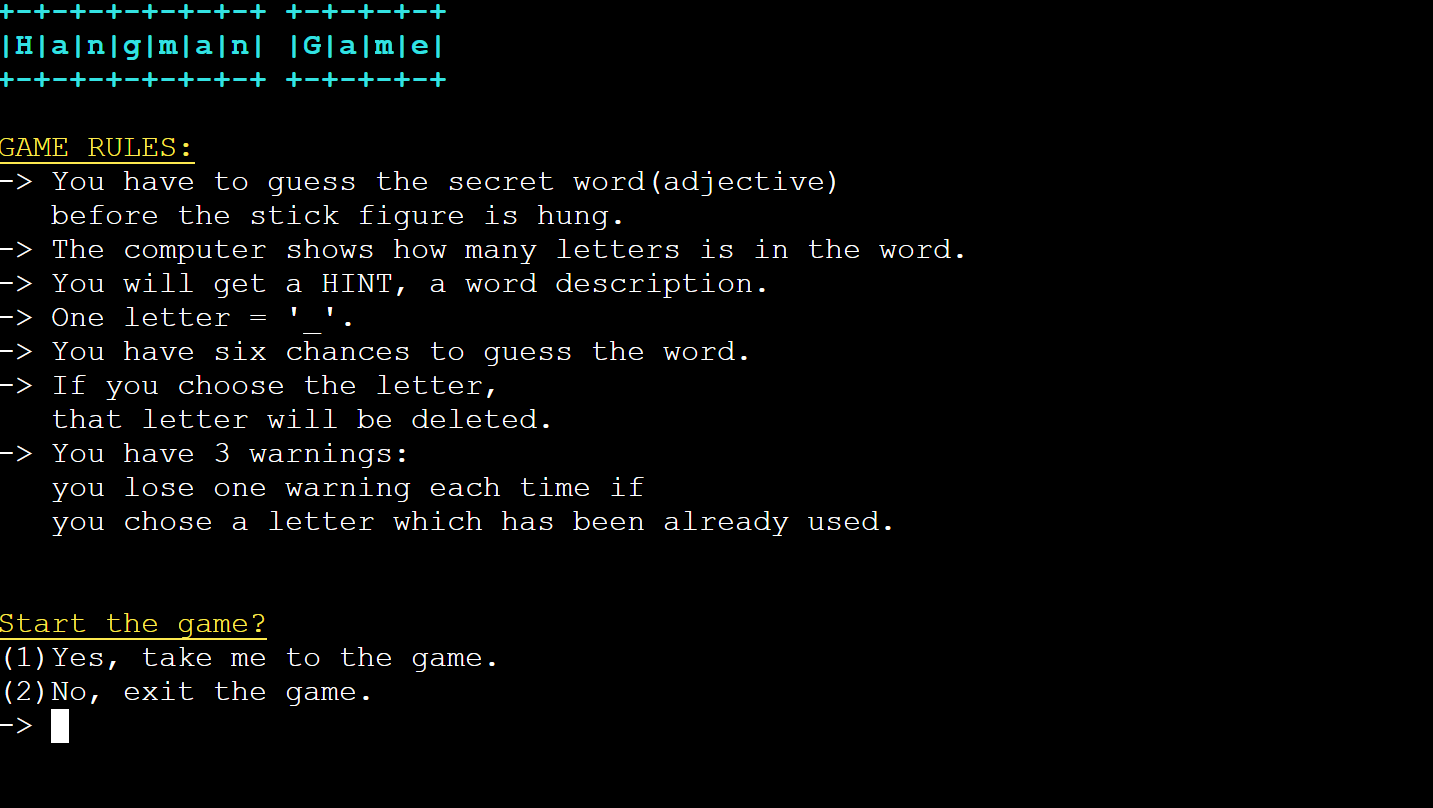 +-+-+-+-+-+-+-+ +-+-+-+-+
|H|a|n|g|m|a|n| |G|a|m|e|
+-+-+-+-+-+-+-+ +-+-+-+-+
GAME RULES:
-> You have to guess the secret word(adjective)
before the stick figure is hung.
-> The computer shows how many letters is in the word.
-> You will get a HINT, a word description.
-> One letter = '_'.
-> You have six chances to guess the word.
-> If you choose the letter,
that letter will be deleted.
-> You have 3 warnings:
you lose one warning each time if
you chose a letter which has been already used.
Start the game?
(1)Yes, take me to the game.
(2)No, exit the game.
->